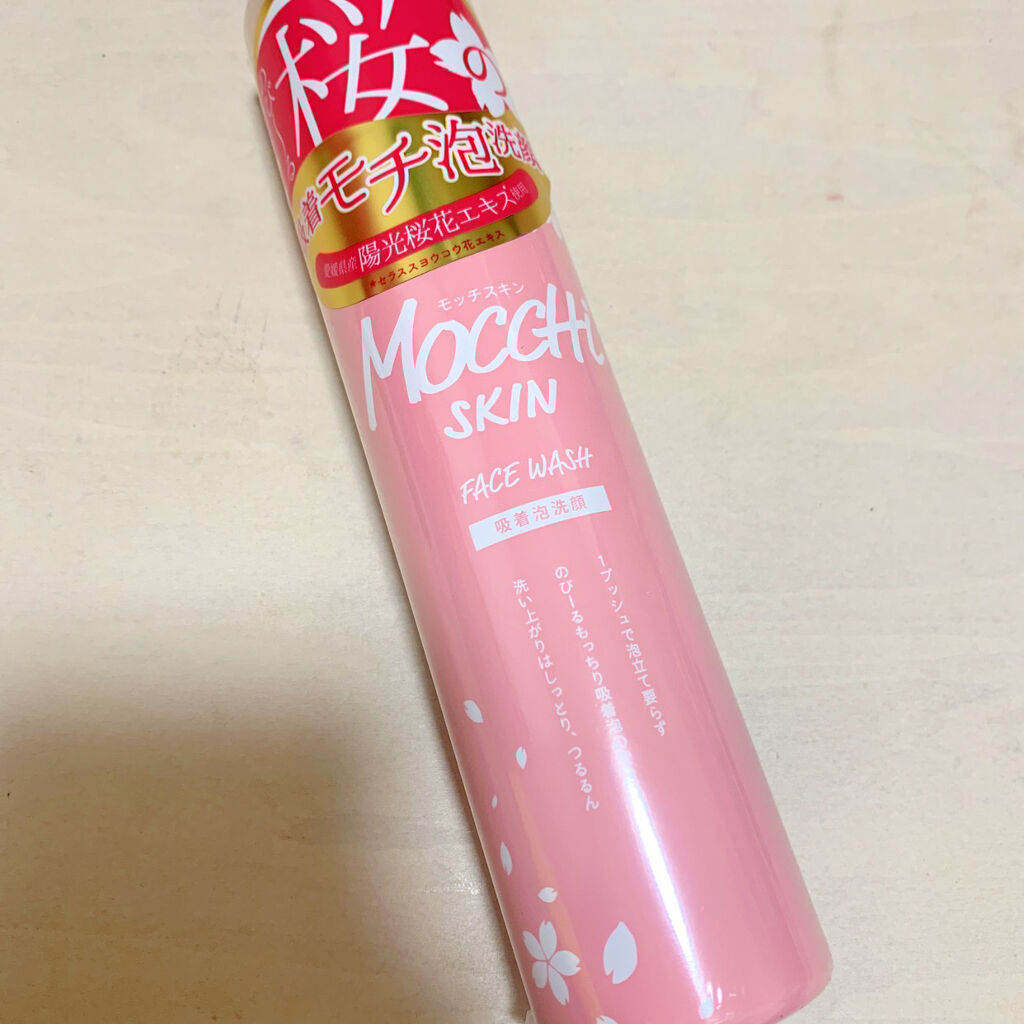 桜の
吸着モチ泡洗顔
愛媛県産陽光桜花エキス*使用
★セラススヨウコウ花エキス
モッチスキン
MOCCHi
SKIN
FACE WASH
吸着泡洗顔
1プッシュで泡立て要らず
のびーるもっちり吸着泡の
洗い上がりはしっとり、つるるん